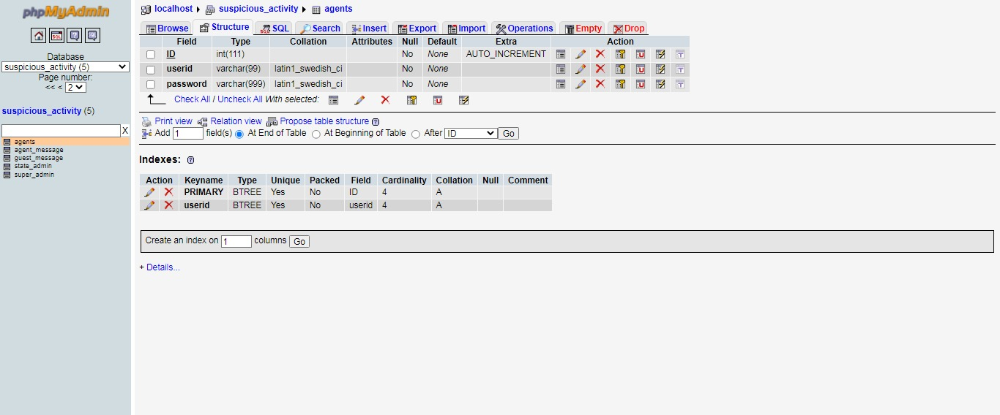 phpMyAdmin
Database
suspicious_activity (5)
Page number:
<< < 2
suspicious_activity (5)
X
agents
agent_message
guest_message
state_admin
super_admin
localhost suspicious_activity agents
Browse Structure SQL Search Insert Export Import Operations Empty Drop
Field Type Collation Attributes Null Default Extra Action
ID int(111) No None AUTO_INCREMENT
userid varchar(99) latin1_swedish_ci No None
password varchar(999) latin1_swedish_ci No None
Check All / Uncheck All With selected:
Print view Relation view Propose table structure
Add 1 field(s) At End of Table At Beginning of Table After ID Go
Indexes:
Action Keyname Type Unique Packed Field Cardinality Collation Null Comment
PRIMARY BTREE Yes No ID 4 A
userid BTREE Yes No userid 4 A
Create an index on 1 columns Go
+ Details...